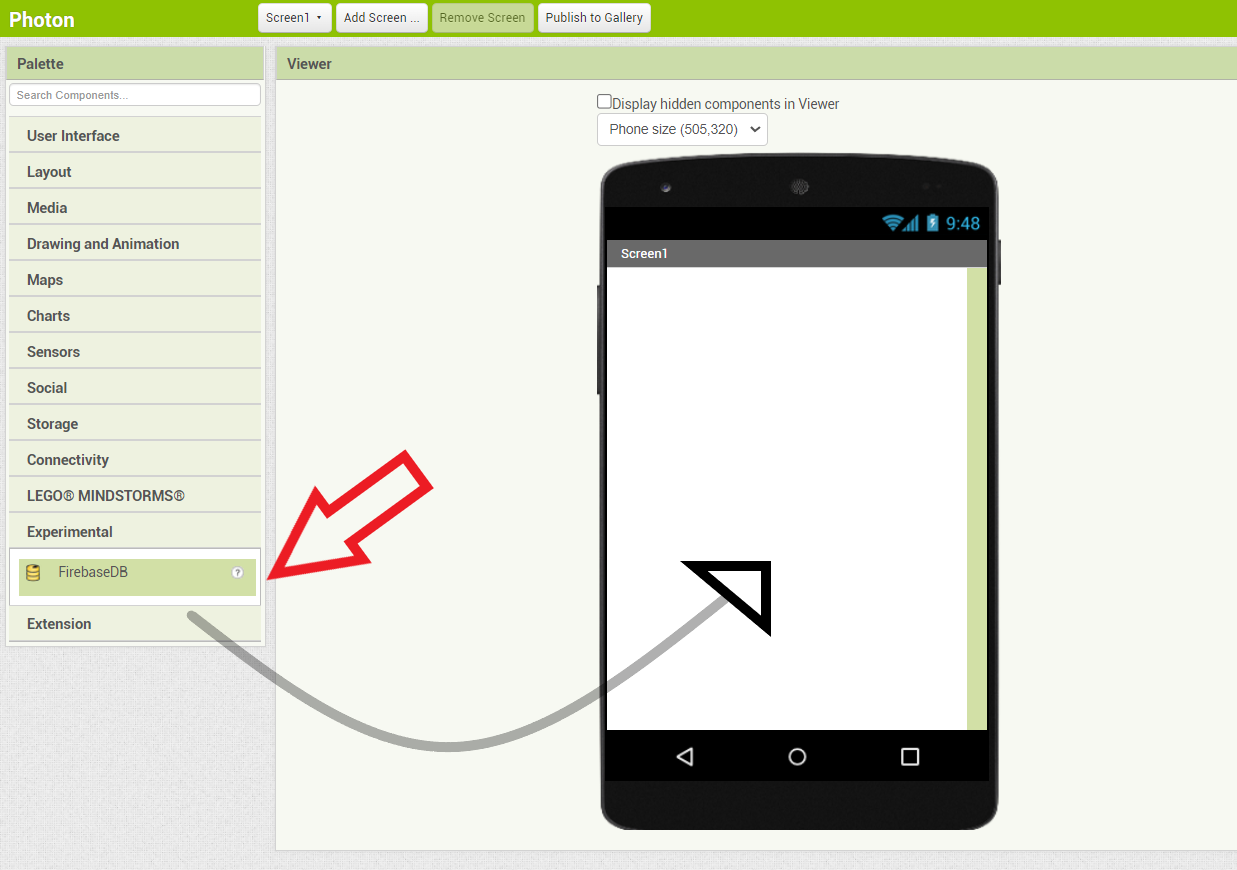 Photon
Screen1
Add Screen ...
Remove Screen
Publish to Gallery
Palette
Search Components...
User Interface
Layout
Media
Drawing and Animation
Maps
Charts
Sensors
Social
Storage
Connectivity
LEGO® MINDSTORMS®
Experimental
FirebaseDB
?
Extension
Viewer
Display hidden components in Viewer
Phone size (505,320)
9:48
Screen1